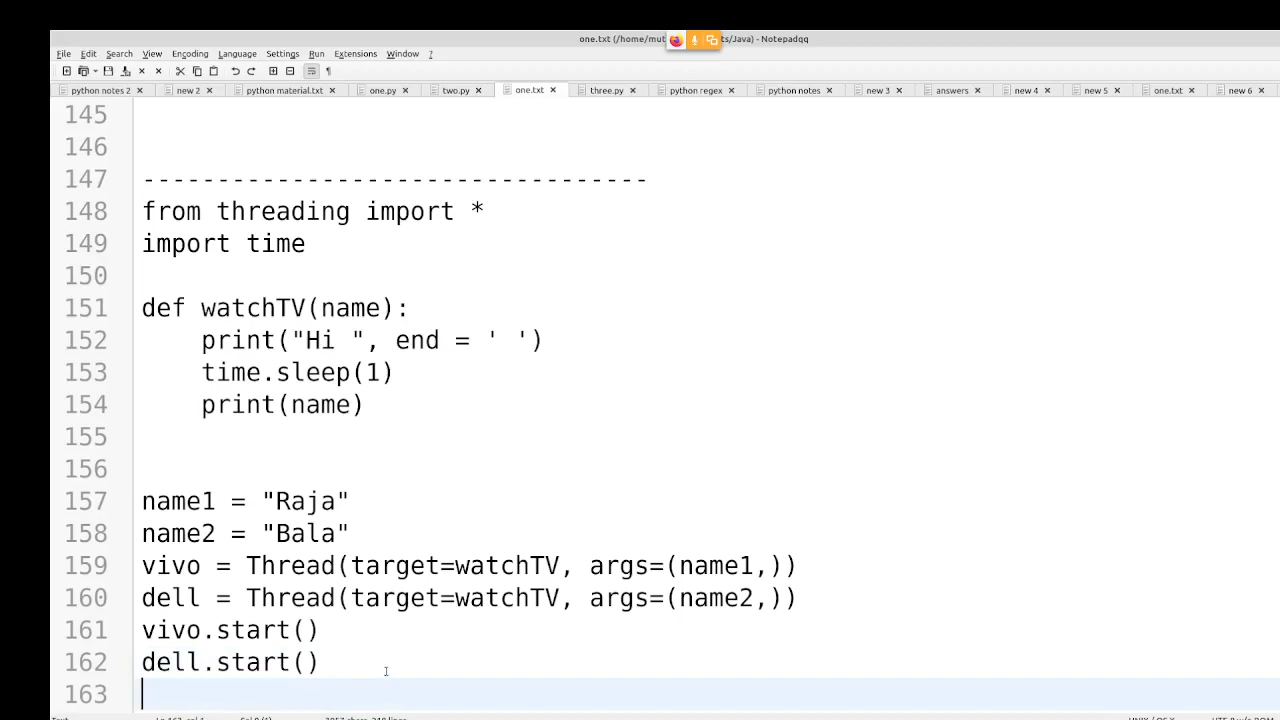 one.txt (/home/mut ts/Java) - Notepadqq
File Edit Search View Encoding Language Settings Run Extensions Window ?
python notes 2 new 2 python material.txt one.py two.py one.txt three.py python regex python notes new 3 answers new 4 new 5 one.txt new 6
145
146
147 ----------------------------------
148 from threading import *
149 import time
150
151 def watchTV(name):
152     print("Hi ", end = ' ')
153     time.sleep(1)
154     print(name)
155
156
157 name1 = "Raja"
158 name2 = "Bala"
159 vivo = Thread(target=watchTV, args=(name1,))
160 dell = Thread(target=watchTV, args=(name2,))
161 vivo.start()
162 dell.start()
163